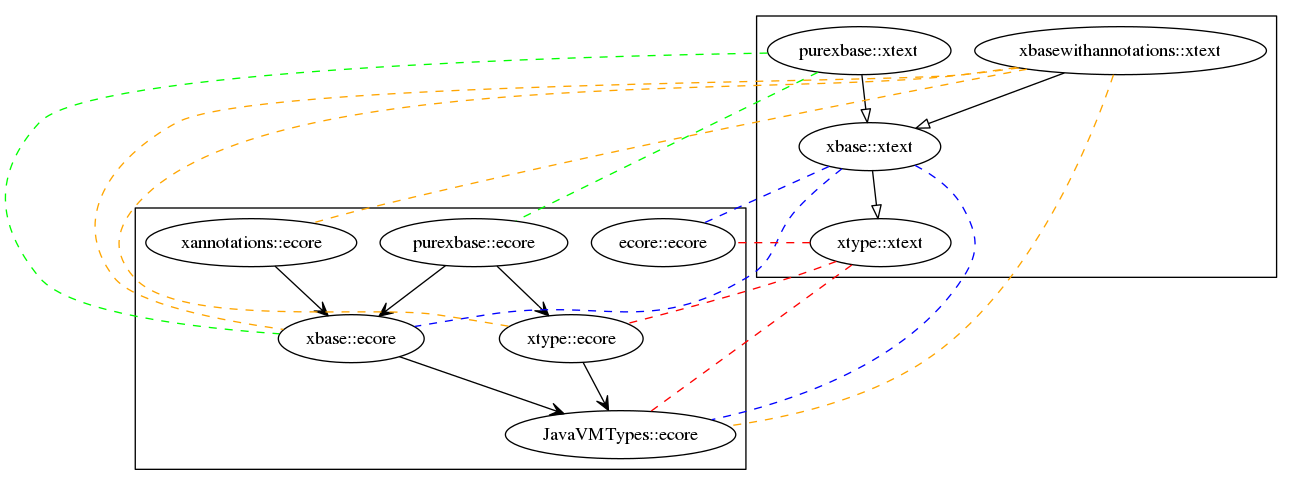 purexbase::xtext
xbasewithannotations::xtext
xbase::xtext
xannotations::ecore
purexbase::ecore
ecore::ecore
xtype::xtext
xbase::ecore
xtype::ecore
JavaVMTypes::ecore